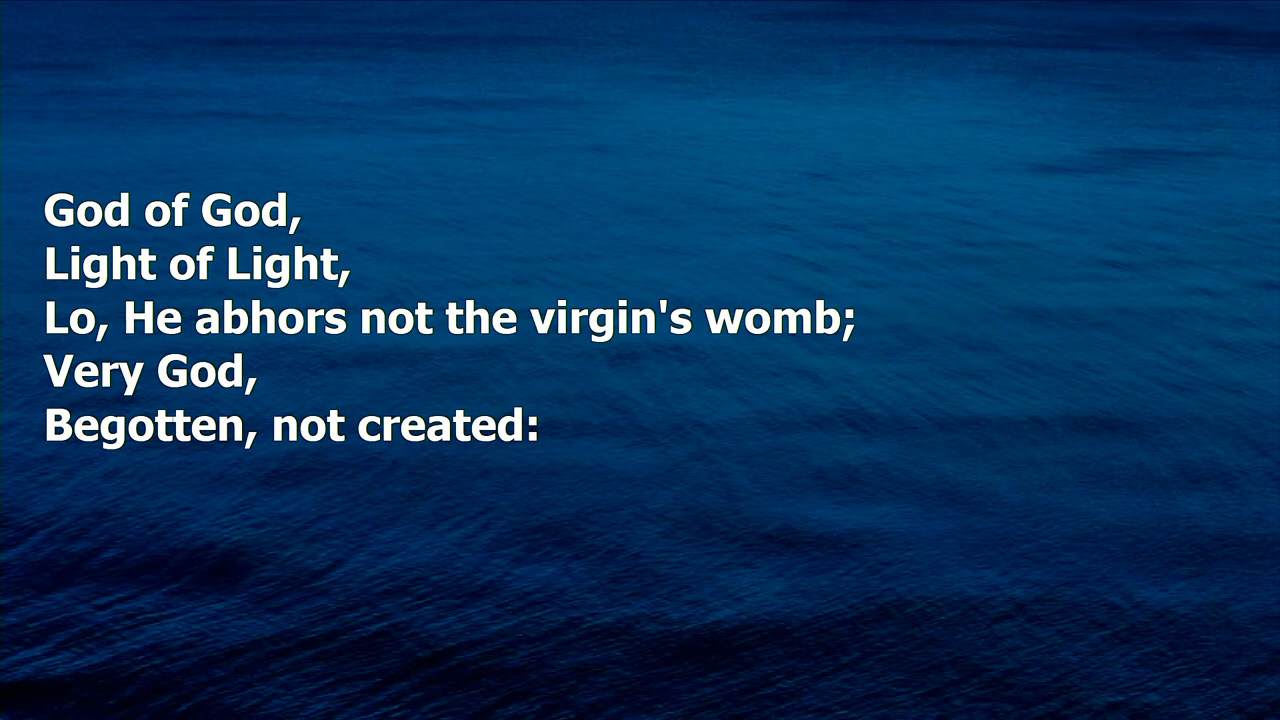 God of God,
Light of Light,
Lo, He abhors not the virgin's womb;
Very God,
Begotten, not created: